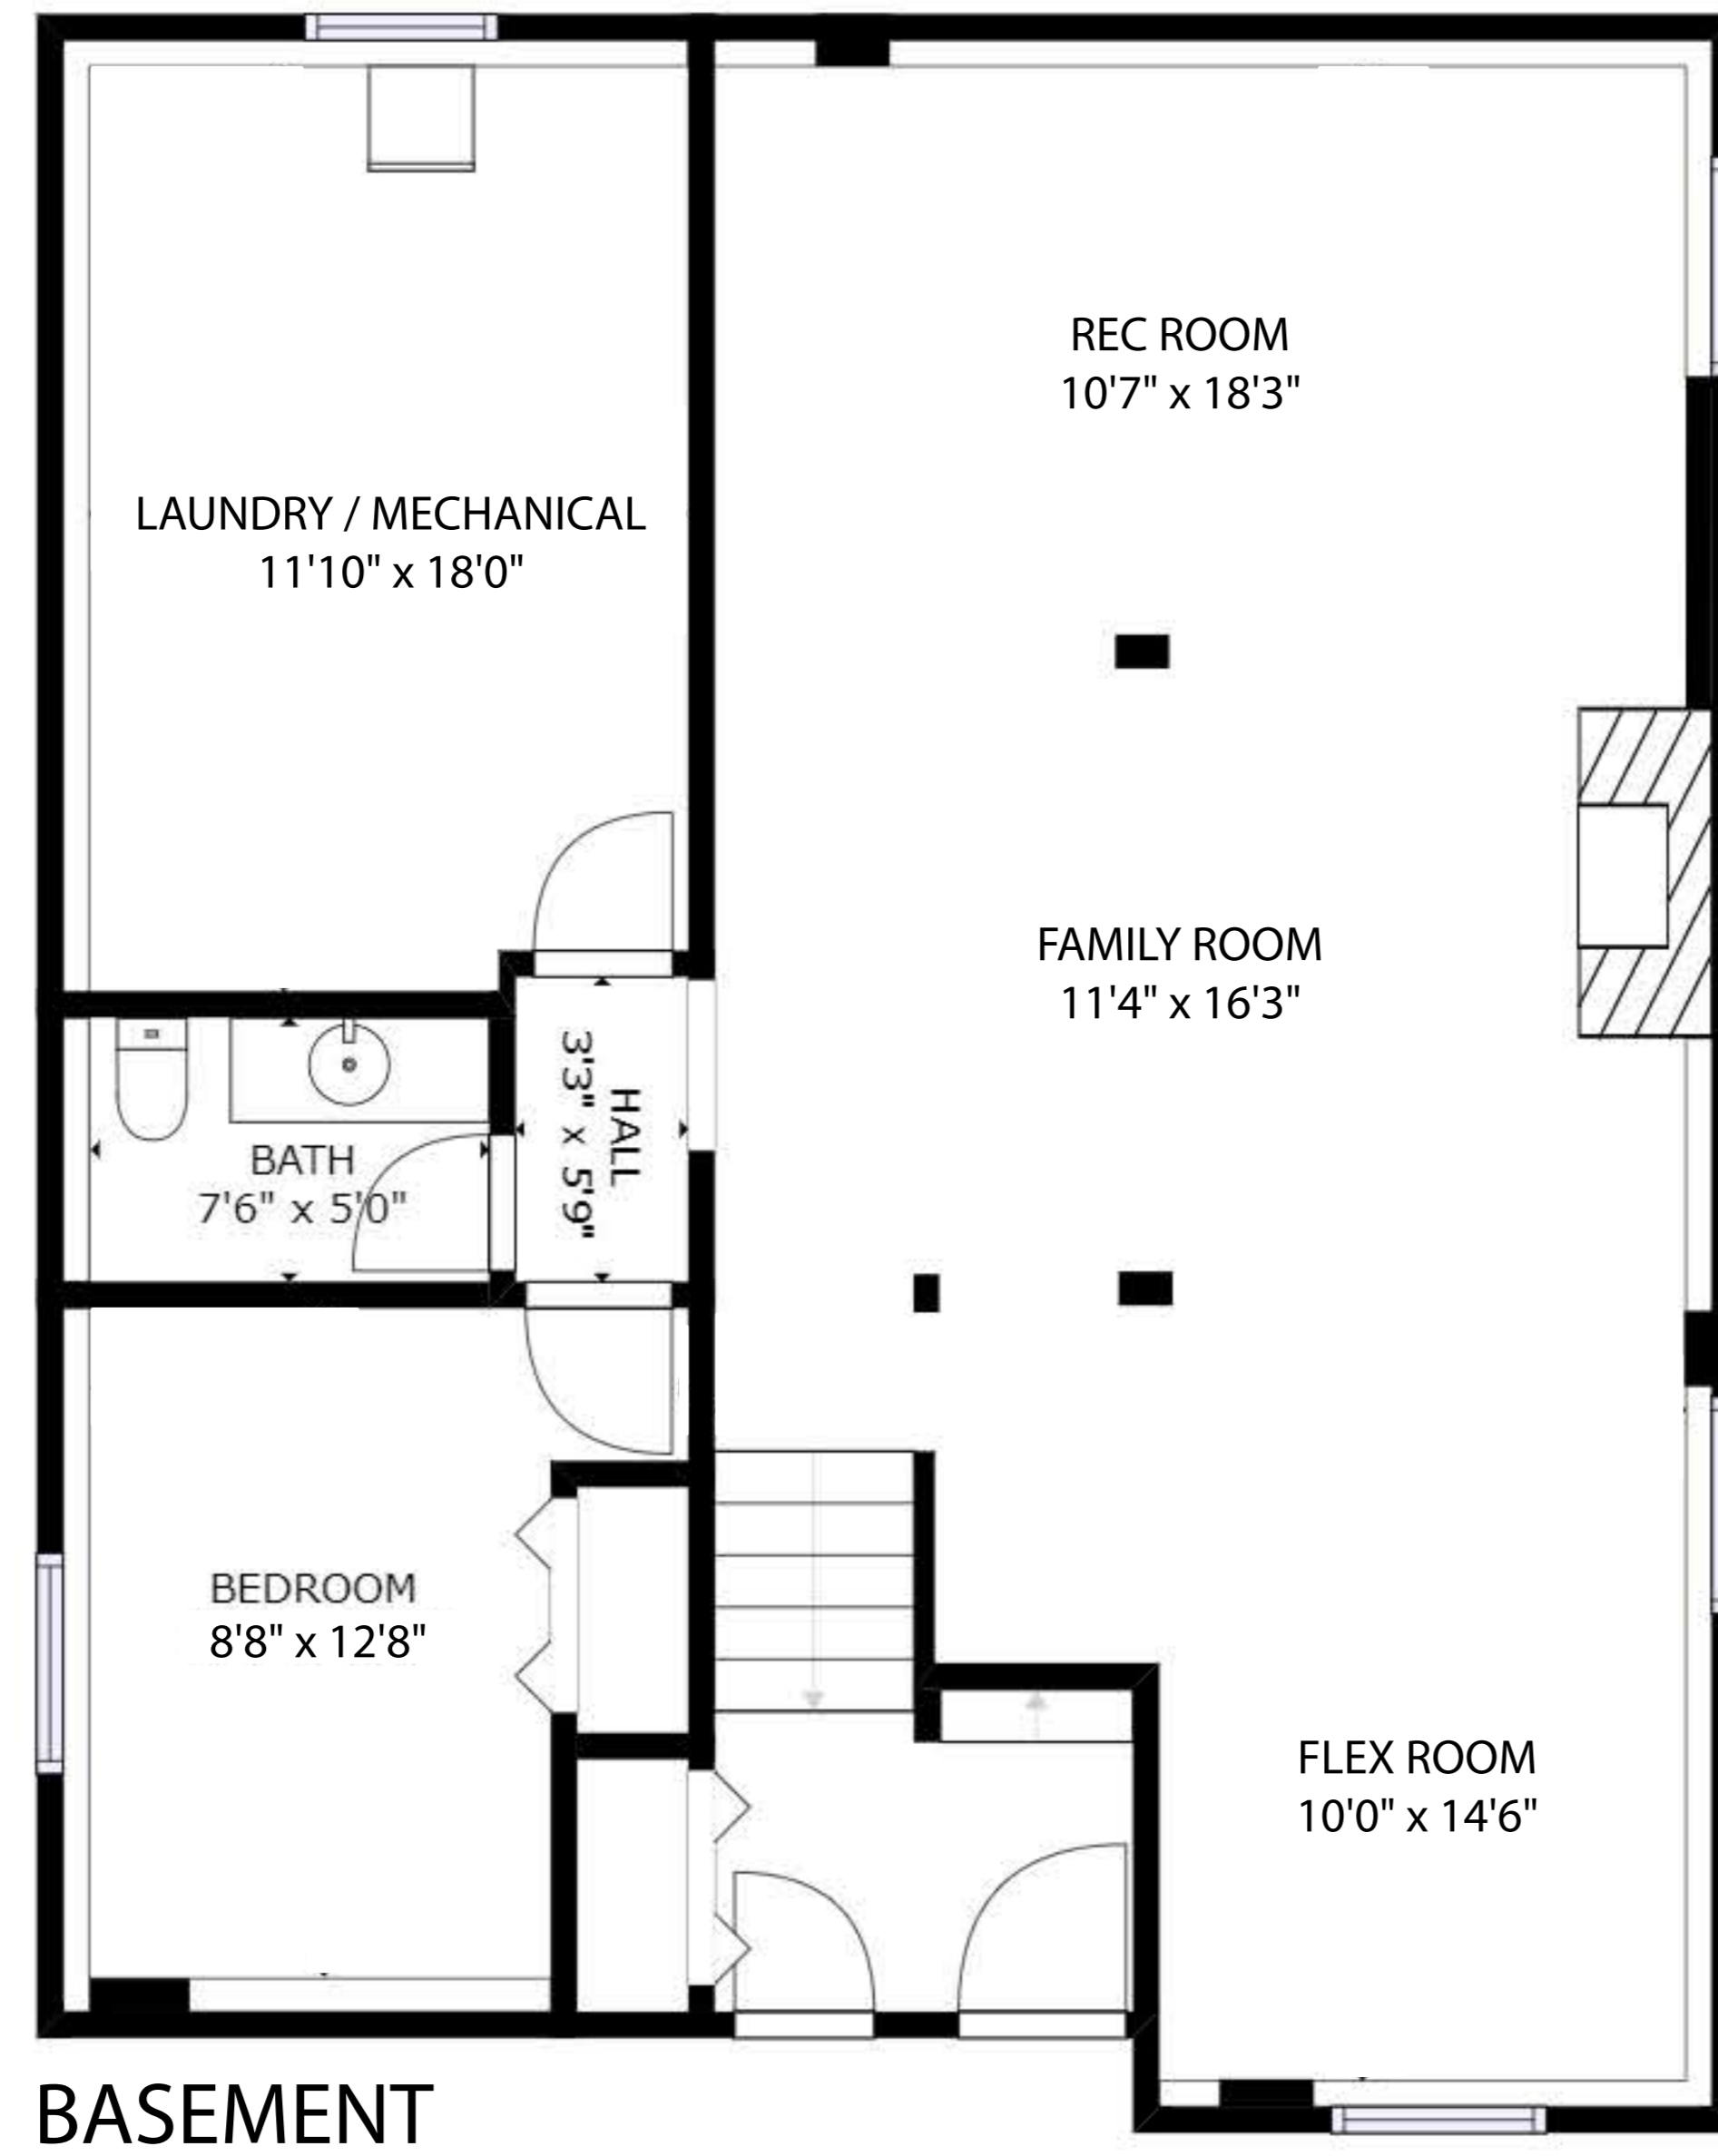 REC ROOM
10'7" x 18'3"
LAUNDRY / MECHANICAL
11'10" x 18'0"
FAMILY ROOM
11'4" x 16'3"
HALL
3'3" x 5'9"
BATH
7'6" x 5'0"
BEDROOM
8'8" x 12'8"
FLEX ROOM
10'0" x 14'6"
BASEMENT